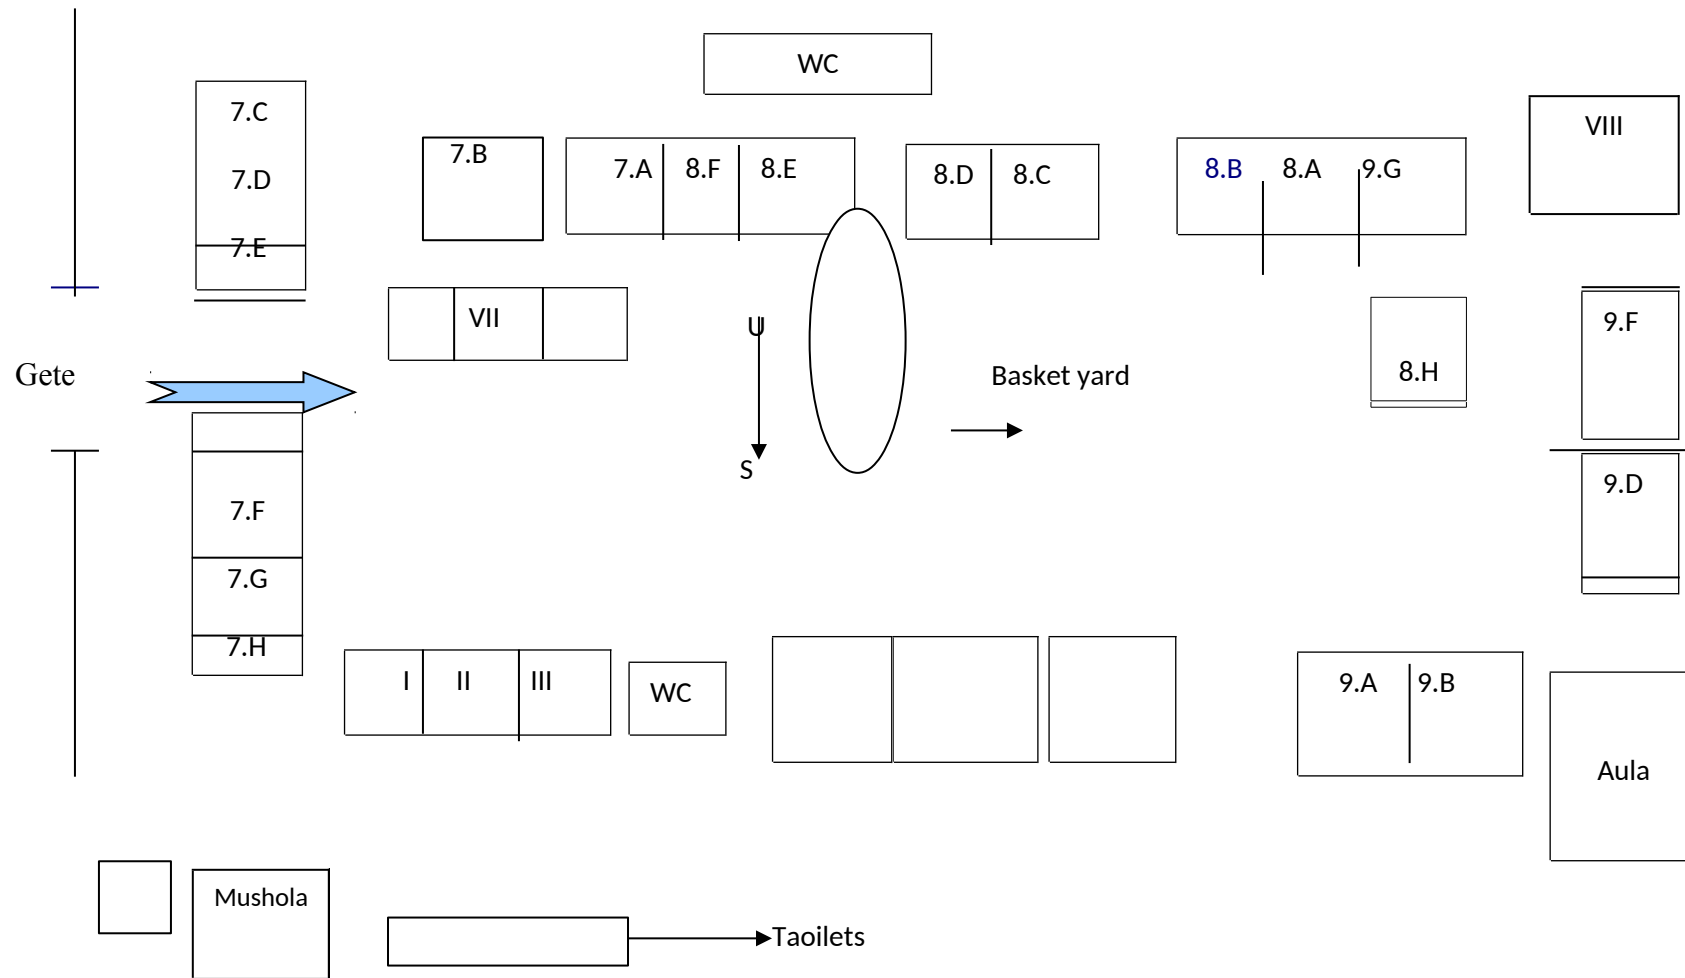 WC
7.C
VIII
7.B
7.A 8.F 8.E
8.D 8.C
8.B 8.A 9.G
7.D
7.E
VII
U
9.F
Gete
Basket yard
8.H
S
9.D
7.F
7.G
7.H
I II III
WC
9.A 9.B
Aula
Mushola
Taoilets